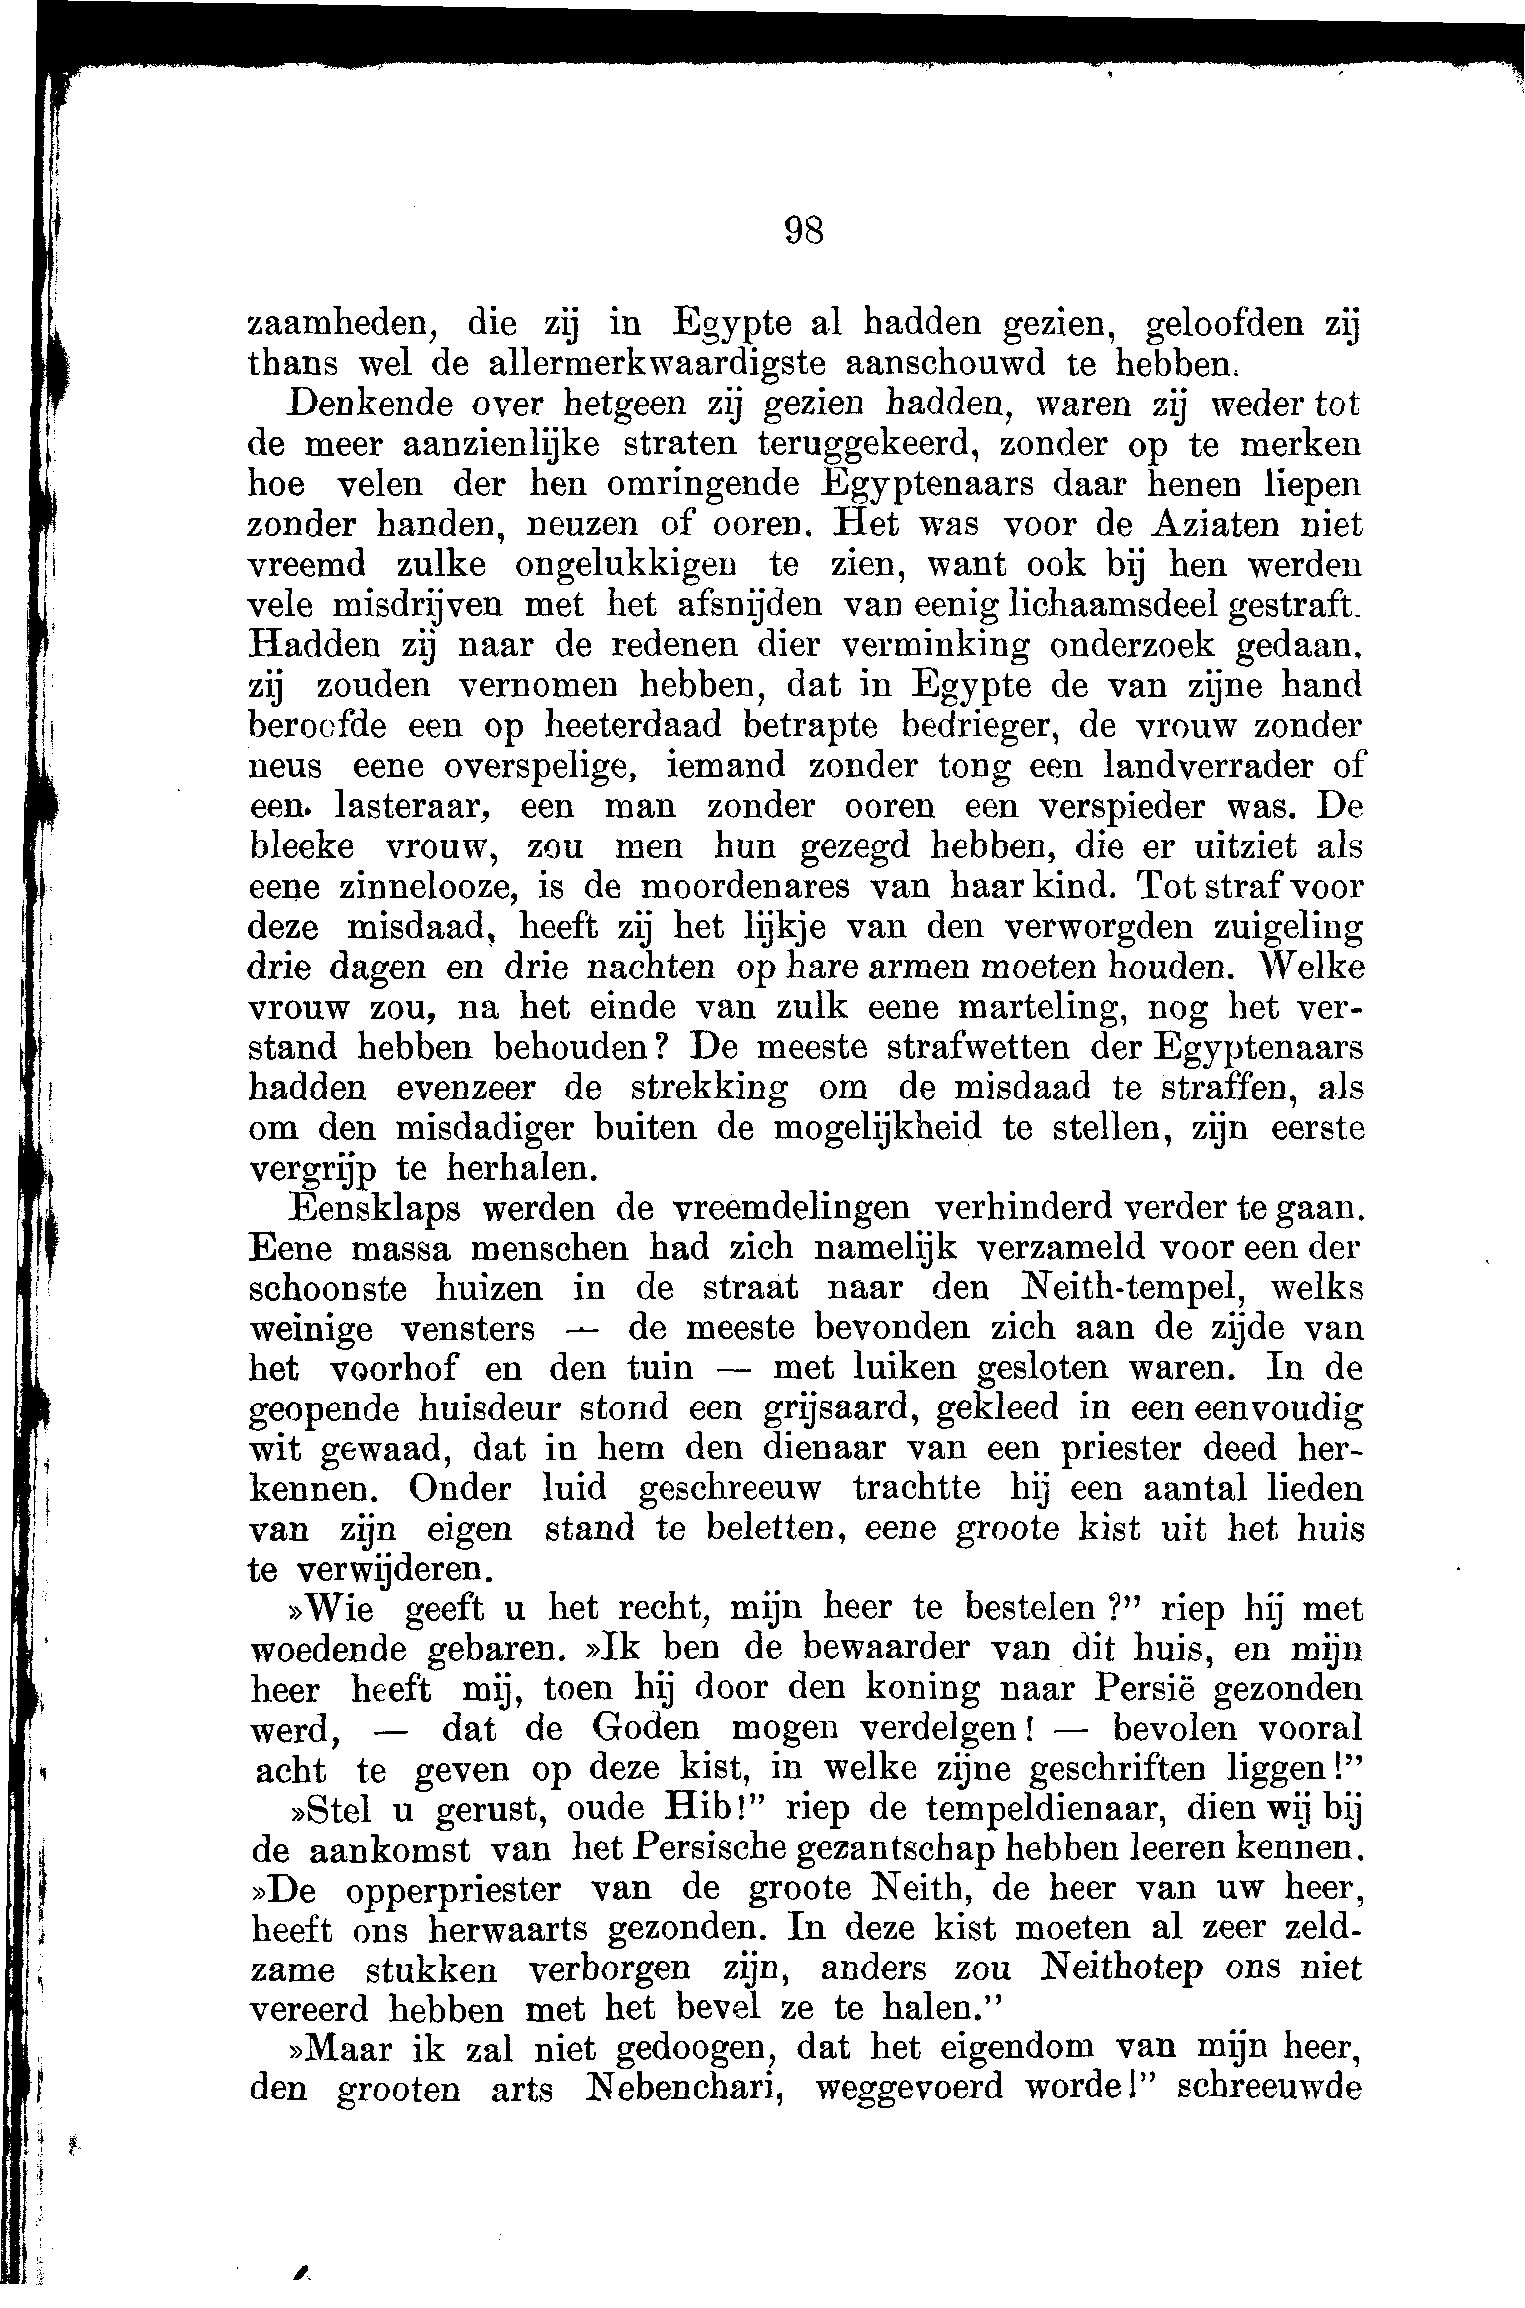 98
zaamheden, die zij in Egypte al hadden gezien, geloofden zij
thans wel de allermerkwaardigste aanschouwd te hebben.
Denkende over hetgeen zij gezien hadden, waren zij weder tot
de meer aanzienlijke straten teruggekeerd, zonder op te merken
hoe velen der hen omringende Egyptenaars daar henen liepen
zonder handen, neuzen of ooren. Het was voor de Aziaten niet
vreemd zulke ongelukkigen te zien, want ook bij hen werden
vele misdrijven met het afsnijden van eenig lichaamsdeel gestraft.
Hadden zij naar de redenen dier verminking onderzoek gedaan,
zij zouden vernomen hebben, dat in Egypte de van zijne hand
beroofde een op heeterdaad betrapte bedrieger, de vrouw zonder
neus eene overspelige, iemand zonder tong een landverrader of
een. lasteraar, een man zonder ooren een verspieder was. De
bleeke vrouw, zou men hun gezegd hebben, die er uitziet als
eene zinnelooze, is de moordenares van haar kind. Tot straf voor
deze misdaad, heeft zij het lijkje van den verworgden zuigeling
drie dagen en drie nachten op hare armen moeten houden. Welke
vrouw zou, na het einde van zulk eene marteling, nog het ver-
stand hebben behouden? De meeste strafwetten der Egyptenaars
hadden evenzeer de strekking om de misdaad te straffen, als
om den misdadiger buiten de mogelijkheid te stellen, zijn eerste
vergrijp te herhalen.
Eensklaps werden de vreemdelingen verhinderd verder te gaan.
Eene massa menschen had zich namelijk verzameld voor een der
schoonste huizen in de straat naar den Neith-tempel, welks
weinige vensters — de meeste bevonden zich aan de zijde van
het voorhof en den tuin — met luiken gesloten waren. In de
geopende huisdeur stond een grijsaard, gekleed in een eenvoudig
wit gewaad, dat in hem den dienaar van een priester deed her-
kennen. Onder luid geschreeuw trachtte hij een aantal lieden
van zijn eigen stand te beletten, eene groote kist uit het huis
te verwijderen.
»Wie geeft u het recht, mijn heer te bestelen?” riep hij met
woedende gebaren. »Ik ben de bewaarder van dit huis, en mijn
heer heeft mij, toen hij door den koning naar Persië gezonden
werd, — dat de Goden mogen verdelgen! — bevolen vooral
acht te geven op deze kist, in welke zijne geschriften liggen!”
»Stel u gerust, oude Hib!” riep de tempeldienaar, dien wij bij
de aankomst van het Persische gezantschap hebben leeren kennen.
»De opperpriester van de groote Neith, de heer van uw heer,
heeft ons herwaarts gezonden. In deze kist moeten al zeer zeld-
zame stukken verborgen zijn, anders zou Neithotep ons niet
vereerd hebben met het bevel ze te halen.”
»Maar ik zal niet gedoogen, dat het eigendom van mijn heer,
den grooten arts Nebenchari, weggevoerd worde!” schreeuwde